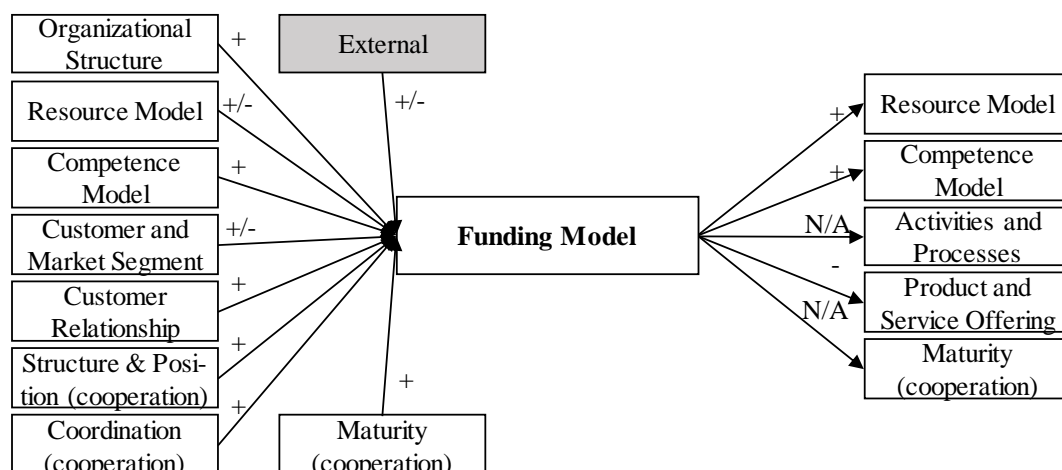 Organizational
Structure
+
External
Resource Model
+/-
+/-
Competence
Model
+
Customer and
Market Segment
+/-
Customer
Relationship
+
Structure & Posi-
tion (cooperation)
+
Coordination
(cooperation)
+
Maturity
(cooperation)
+
Funding Model
+
Resource Model
+
Competence
Model
N/A
Activities and
Processes
-
Product and
Service Offering
N/A
Maturity
(cooperation)